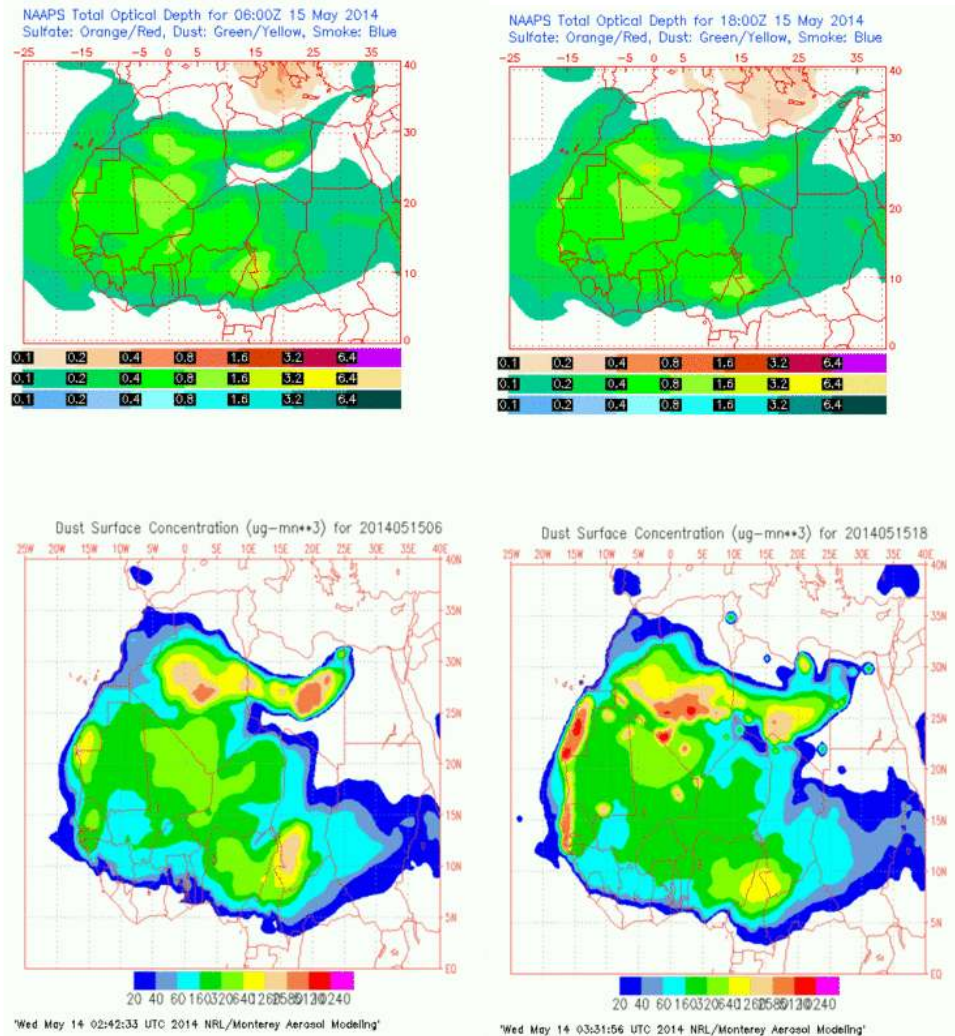 NAAPS Total Optical Depth for 06:00Z 15 May 2014
Sulfate: Orange/Red, Dust: Green/Yellow, Smoke: Blue
-25 -15 -5 0 5 15 25 35
40
30
20
10
0
0.1 0.2 0.4 0.8 1.6 3.2 6.4
0.1 0.2 0.4 0.8 1.6 3.2 6.4
0.1 0.2 0.4 0.8 1.6 3.2 6.4
NAAPS Total Optical Depth for 18:00Z 15 May 2014
Sulfate: Orange/Red, Dust: Green/Yellow, Smoke: Blue
-25 -15 -5 0 5 15 25 35
40
30
20
10
0
0.1 0.2 0.4 0.8 1.6 3.2 6.4
0.1 0.2 0.4 0.8 1.6 3.2 6.4
0.1 0.2 0.4 0.8 1.6 3.2 6.4
Dust Surface Concentration (ug-mn**3) for 2014051506
25W 20W 15W 10W 5W 0 5E 10E 15E 20E 25E 30E 35E 40E
40N
35N
30N
25N
20N
15N
10N
5N
EQ
20 40 60 160
'Wed May 14 02:42:33 UTC 2014 NRL/Monterey Aerosol Modeling'
Dust Surface Concentration (ug-mn**3) for 2014051518
25W 20W 15W 10W 5W 0 5E 10E 15E 20E 25E 30E 35E 40E
40N
35N
30N
25N
20N
15N
10N
5N
EQ
20 40 60 160
'Wed May 14 03:31:56 UTC 2014 NRL/Monterey Aerosol Modeling'